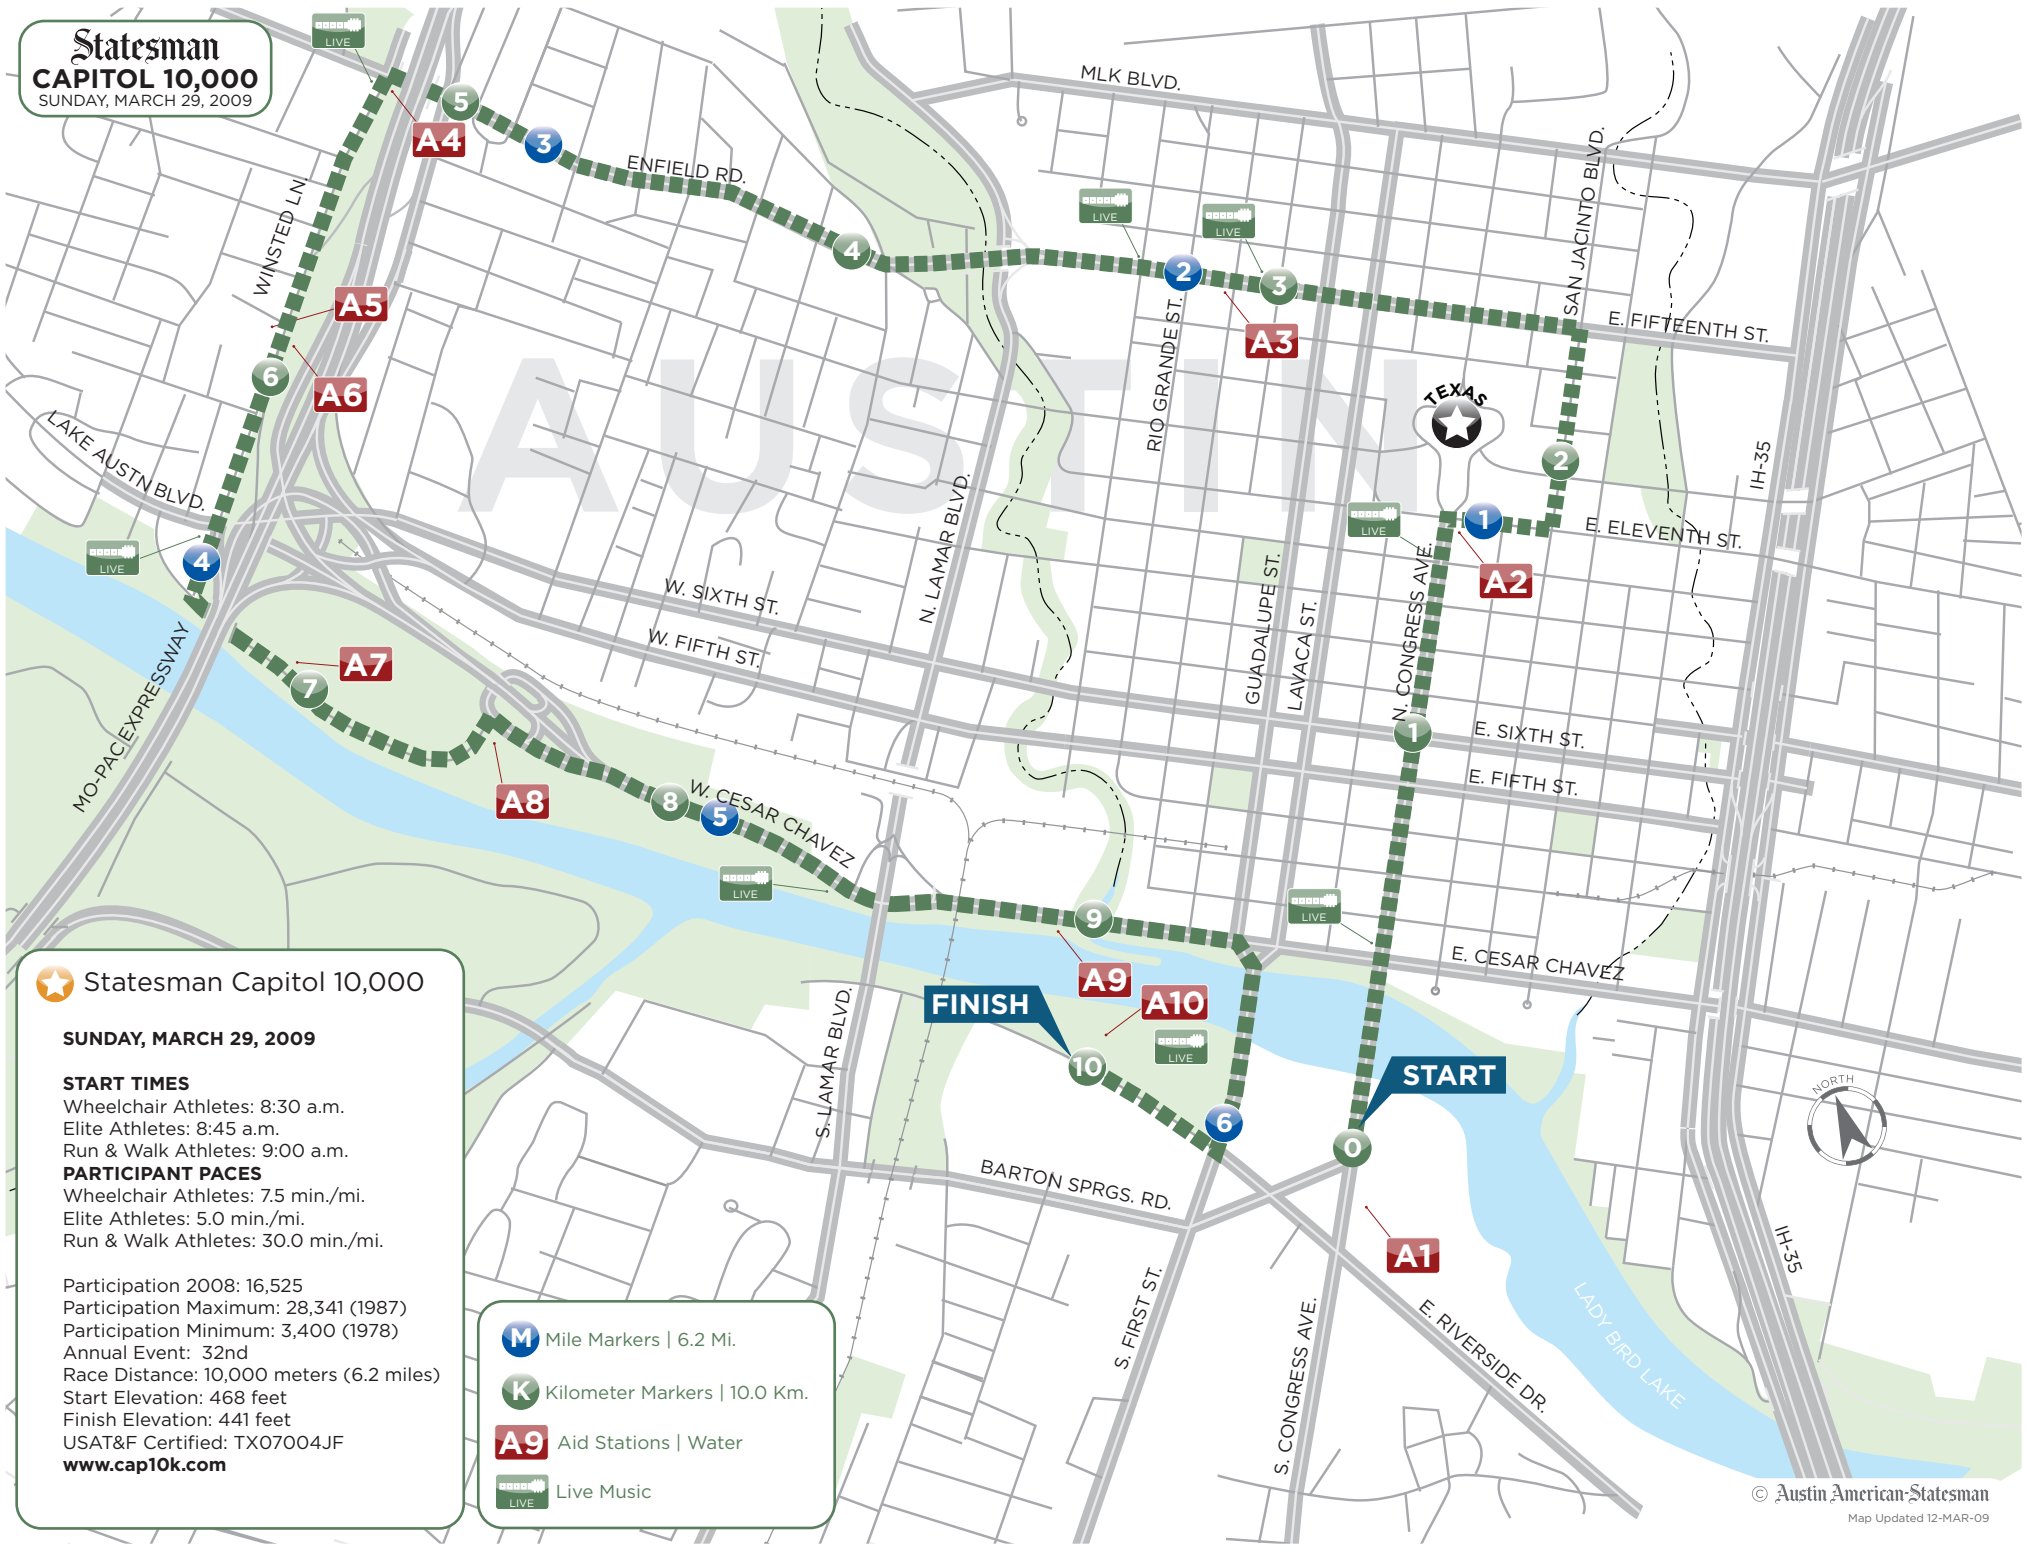 Statesman
CAPITOL 10,000
SUNDAY, MARCH 29, 2009
LIVE
MLK BLVD.
5
A4
3
ENFIELD RD.
SAN JACINTO BLVD.
WINSTED LN.
LIVE
LIVE
4
2
3
A5
A3
E. FIFTEENTH ST.
RIO GRANDE ST.
6
A6
AUSTIN
TEXAS
LAKE AUSTN BLVD.
2
IH-35
N. LAMAR BLVD.
LIVE
1
E. ELEVENTH ST.
LIVE
4
A2
W. SIXTH ST.
W. FIFTH ST.
GUADALUPE ST.
LAVACA ST.
N. CONGRESS AVE.
MO-PAC EXPRESSWAY
A7
7
1
E. SIXTH ST.
E. FIFTH ST.
A8
8
5
W. CESAR CHAVEZ
LIVE
LIVE
9
E. CESAR CHAVEZ
A9
A10
FINISH
LIVE
10
START
S. LAMAR BLVD.
6
0
NORTH
BARTON SPRGS. RD.
A1
IH-35
S. FIRST ST.
S. CONGRESS AVE.
E. RIVERSIDE DR.
LADY BIRD LAKE
Statesman Capitol 10,000
SUNDAY, MARCH 29, 2009
START TIMES
Wheelchair Athletes: 8:30 a.m.
Elite Athletes: 8:45 a.m.
Run & Walk Athletes: 9:00 a.m.
PARTICIPANT PACES
Wheelchair Athletes: 7.5 min./mi.
Elite Athletes: 5.0 min./mi.
Run & Walk Athletes: 30.0 min./mi.
Participation 2008: 16,525
Participation Maximum: 28,341 (1987)
Participation Minimum: 3,400 (1978)
Annual Event: 32nd
Race Distance: 10,000 meters (6.2 miles)
Start Elevation: 468 feet
Finish Elevation: 441 feet
USAT&F Certified: TX07004JF
www.cap10k.com
M Mile Markers | 6.2 Mi.
K Kilometer Markers | 10.0 Km.
A9 Aid Stations | Water
LIVE Live Music
© Austin American-Statesman
Map Updated 12-MAR-09